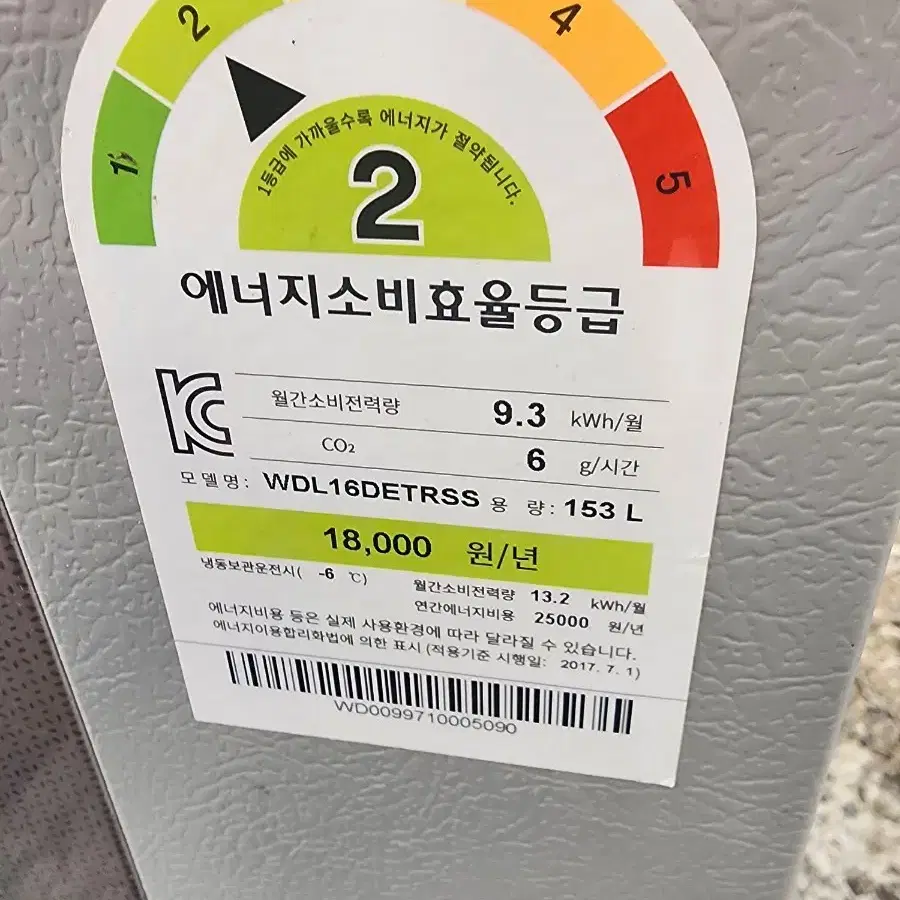 2
4
1
5
1등급에 가까울수록 에너지가 절약됩니다.
2
에너지소비효율등급
월간소비전력량 9.3 kWh/월
CO₂ 6 g/시간
모델명: WDL16DETRSS 용 량: 153 L
18,000 원/년
냉동보관운전시( -6 ℃) 월간소비전력량 13.2 kWh/월
연간에너지비용 25000 원/년
에너지비용 등은 실제 사용환경에 따라 달라질 수 있습니다.
에너지이용합리화법에 의한 표시 (적용기준 시행일: 2017. 7. 1)
WD0099710005090